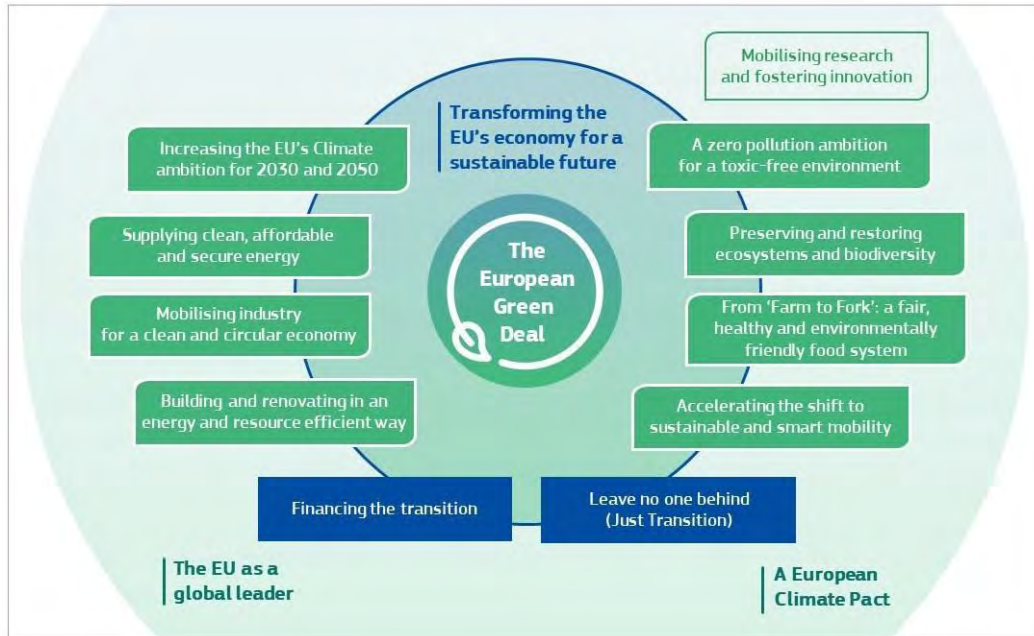 Mobilising research
and fostering innovation
Transforming the
EU's economy for a
sustainable future
Increasing the EU's Climate
ambition for 2030 and 2050
A zero pollution ambition
for a toxic-free environment
Supplying clean, affordable
and secure energy
The
European
Green
Deal
Preserving and restoring
ecosystems and biodiversity
Mobilising industry
for a clean and circular economy
From 'Farm to Fork': a fair,
healthy and environmentally
friendly food system
Building and renovating in an
energy and resource efficient way
Accelerating the shift to
sustainable and smart mobility
Financing the transition
Leave no one behind
(Just Transition)
The EU as a
global leader
A European
Climate Pact